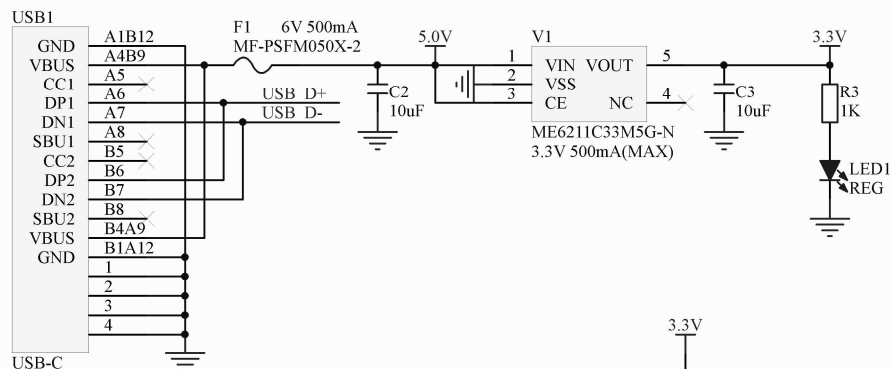 USB1
GND A1B12
VBUS A4B9
CC1 A5
DP1 A6
DN1 A7
SBU1 A8
CC2 B5
DP2 B6
DN2 B7
SBU2 B8
VBUS B4A9
GND B1A12
1
2
3
4
USB-C
F1 6V 500mA
MF-PSFM050X-2
USB D+
USB D-
C2
10uF
5.0V
V1
1 VIN VOUT 5
2 VSS
3 CE NC 4
ME6211C33M5G-N
3.3V 500mA(MAX)
C3
10uF
3.3V
R3
1K
LED1
REG
3.3V